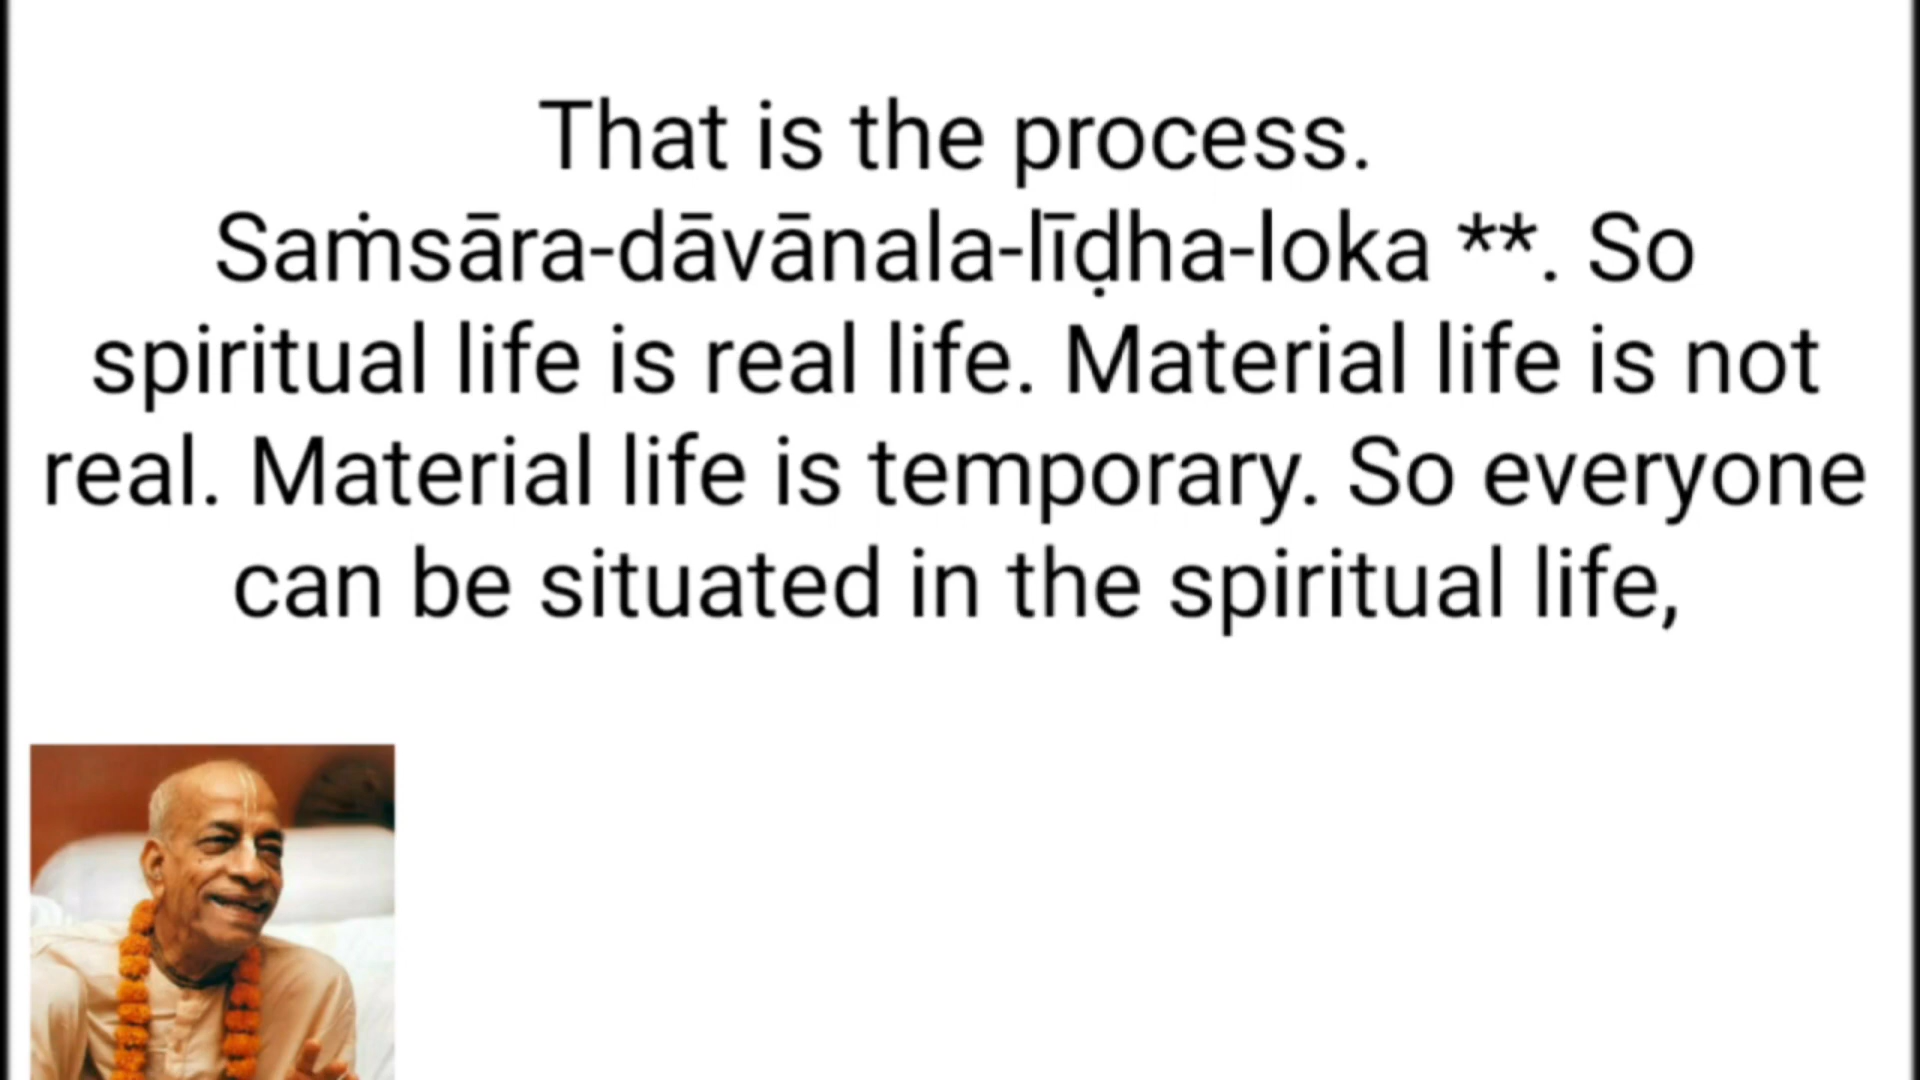 That is the process.
Saṁsāra-dāvānala-līḍha-loka **. So
spiritual life is real life. Material life is not
real. Material life is temporary. So everyone
can be situated in the spiritual life,